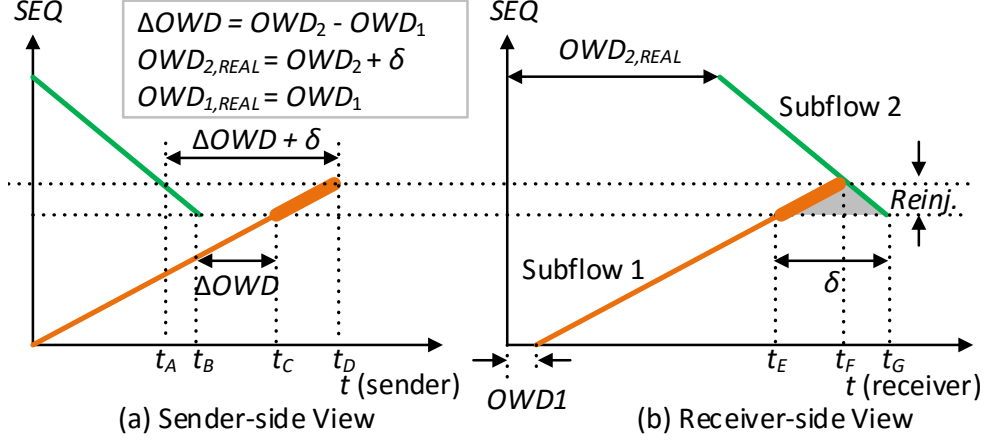 SEQ
ΔOWD = OWD2 - OWD1
OWD2,REAL = OWD2 + δ
OWD1,REAL = OWD1
ΔOWD + δ
ΔOWD
tA tB tC tD
t (sender)
(a) Sender-side View
SEQ
OWD2,REAL
Subflow 2
Reinj.
Subflow 1
δ
tE tF tG
t (receiver)
OWD1
(b) Receiver-side View